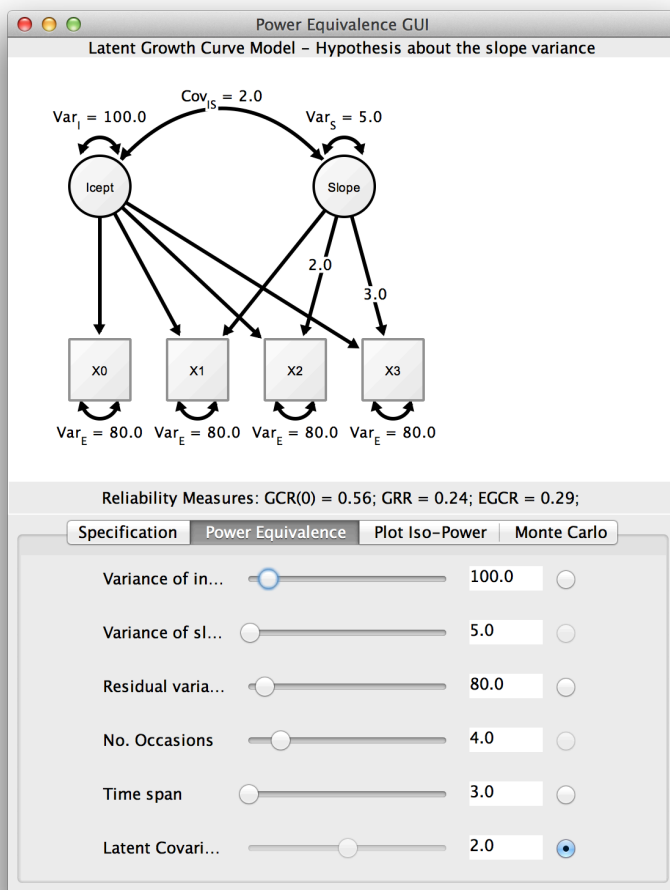 Power Equivalence GUI
Latent Growth Curve Model – Hypothesis about the slope variance
Cov_IS = 2.0
Var_I = 100.0
Var_S = 5.0
Icept
Slope
2.0
3.0
X0 X1 X2 X3
Var_E = 80.0 Var_E = 80.0 Var_E = 80.0 Var_E = 80.0
Reliability Measures: GCR(0) = 0.56; GRR = 0.24; EGCR = 0.29;
Specification Power Equivalence Plot Iso-Power Monte Carlo
Variance of in... 100.0
Variance of sl... 5.0
Residual varia... 80.0
No. Occasions 4.0
Time span 3.0
Latent Covari... 2.0